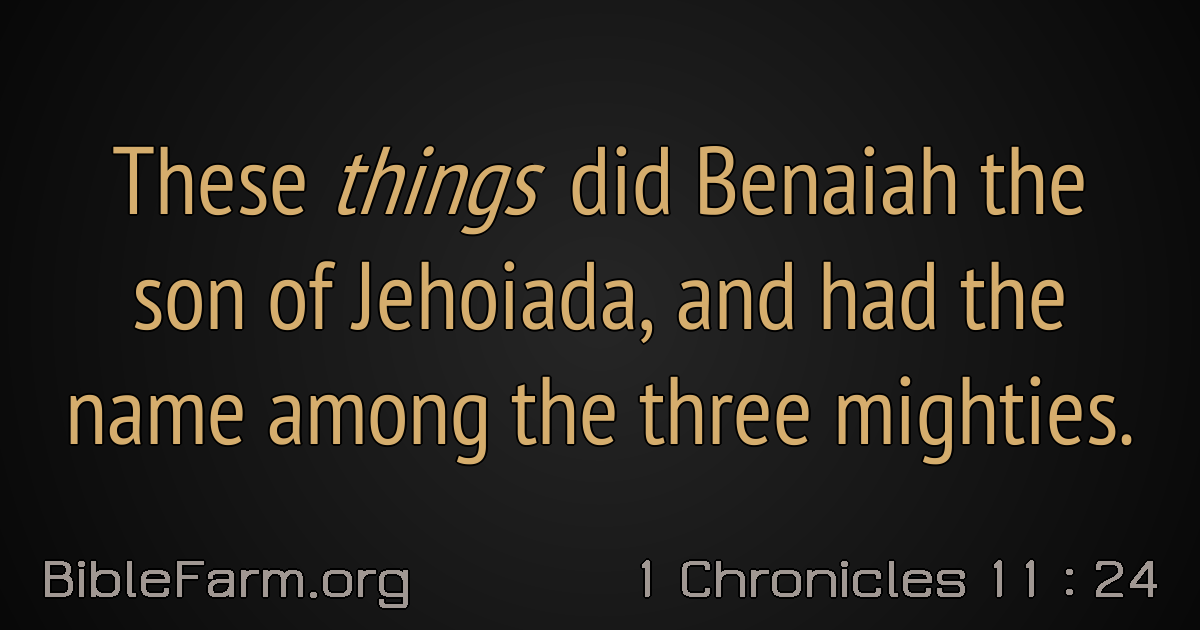 These things did Benaiah the
son of Jehoiada, and had the
name among the three mighties.
BibleFarm.org
1 Chronicles 11 : 24